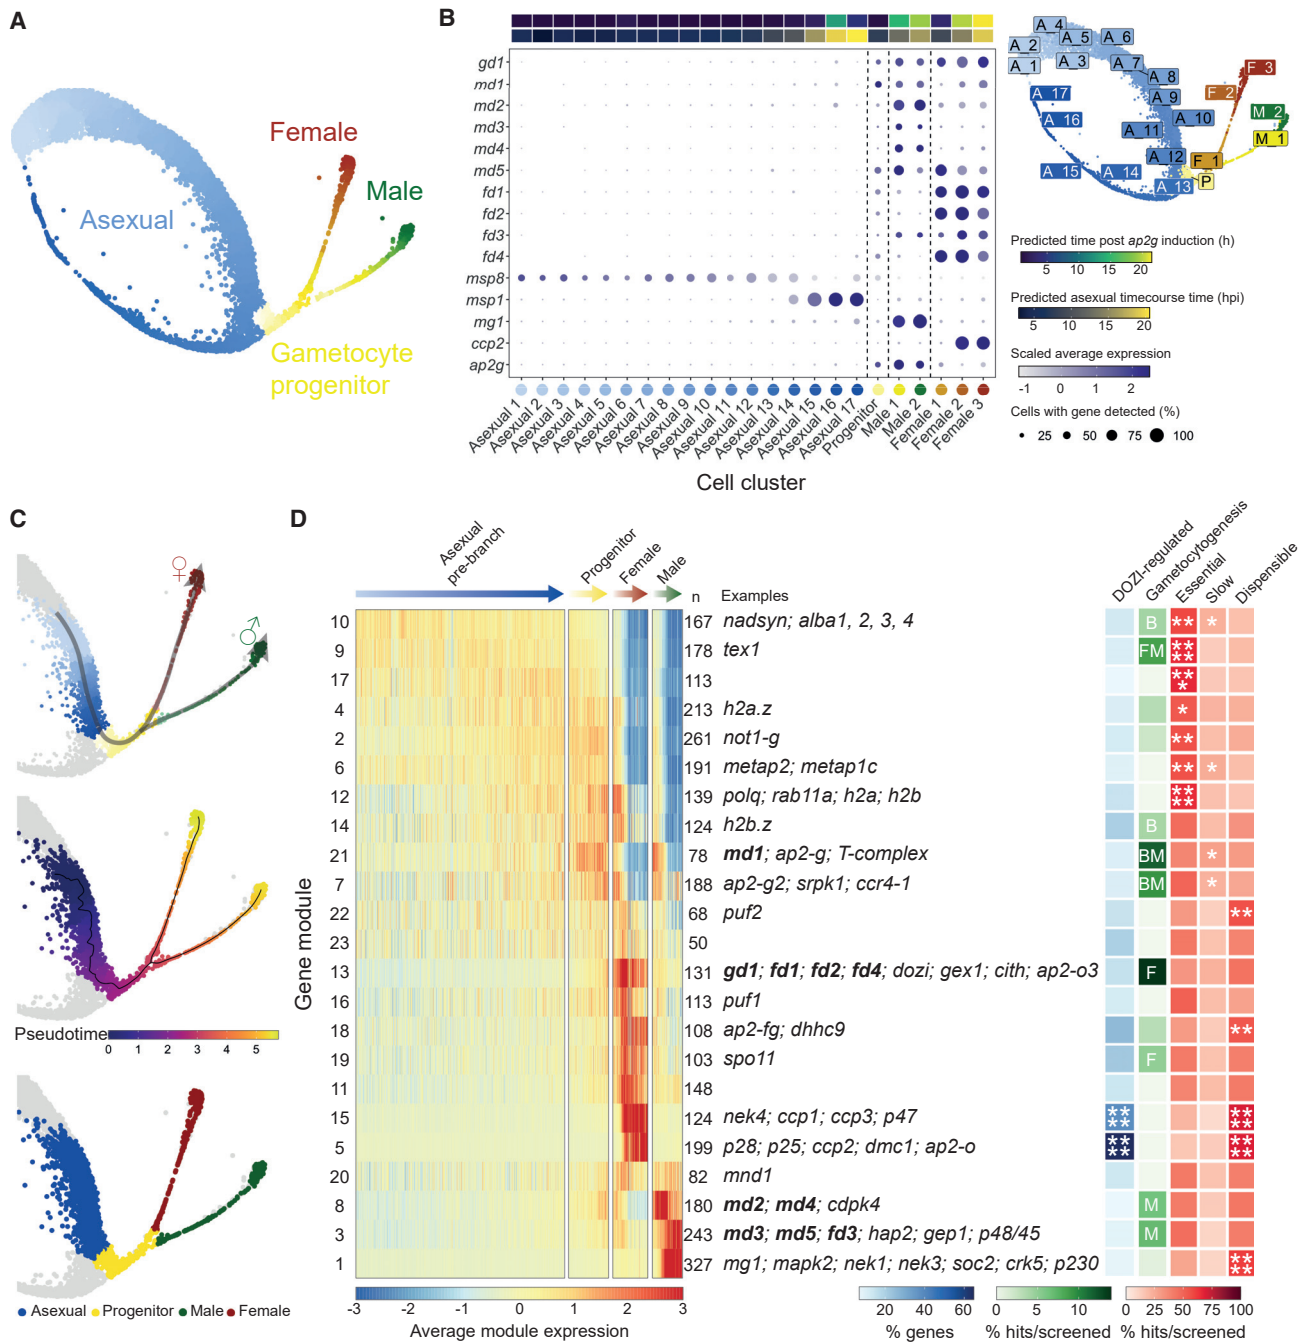 A
Asexual
Female
Male
Gametocyte
progenitor
B
gd1
md1
md2
md3
md4
md5
fd1
fd2
fd3
fd4
msp8
msp1
mg1
ccp2
ap2g
Asexual 1
Asexual 2
Asexual 3
Asexual 4
Asexual 5
Asexual 6
Asexual 7
Asexual 8
Asexual 9
Asexual 10
Asexual 11
Asexual 12
Asexual 13
Asexual 14
Asexual 15
Asexual 16
Asexual 17
Progenitor
Male 1
Male 2
Female 1
Female 2
Female 3
Cell cluster
A_4
A_5
A_6
A_2
A_1
A_3
A_7
A_8
A_9
A_17
A_16
A_10
A_11
A_12
A_15
A_14
A_13
P
F_1
F_2
F_3
M_2
M_1
Predicted time post ap2g induction (h)
5 10 15 20
Predicted asexual timecourse time (hpi)
5 10 15 20
Scaled average expression
-1 0 1 2
Cells with gene detected (%)
25 50 75 100
C
♀
♂
Pseudotime
0 1 2 3 4 5
Asexual Progenitor Male Female
D
Asexual
pre-branch
Progenitor
Female
Male
n Examples
DOZI-regulated
Gametocytogenesis
Essential
Slow
Dispensible
Gene module
10 167 nadsyn; alba1, 2, 3, 4 B ** *
9 178 tex1 FM ****
17 113 ***
4 213 h2a.z *
2 261 not1-g **
6 191 metap2; metap1c ** *
12 139 polq; rab11a; h2a; h2b ****
14 124 h2b.z B
21 78 md1; ap2-g; T-complex BM *
7 188 ap2-g2; srpk1; ccr4-1 BM *
22 68 puf2 **
23 50
13 131 gd1; fd1; fd2; fd4; dozi; gex1; cith; ap2-o3 F
16 113 puf1
18 108 ap2-fg; dhhc9 **
19 103 spo11 F
11 148
15 124 nek4; ccp1; ccp3; p47 **** ****
5 199 p28; p25; ccp2; dmc1; ap2-o **** ****
20 82 mnd1
8 180 md2; md4; cdpk4 M
3 243 md3; md5; fd3; hap2; gep1; p48/45 M
1 327 mg1; mapk2; nek1; nek3; soc2; crk5; p230 ****
-3 -2 -1 0 1 2 3
Average module expression
20 40 60
% genes
0 5 10
% hits/screened
0 25 50 75 100
% hits/screened